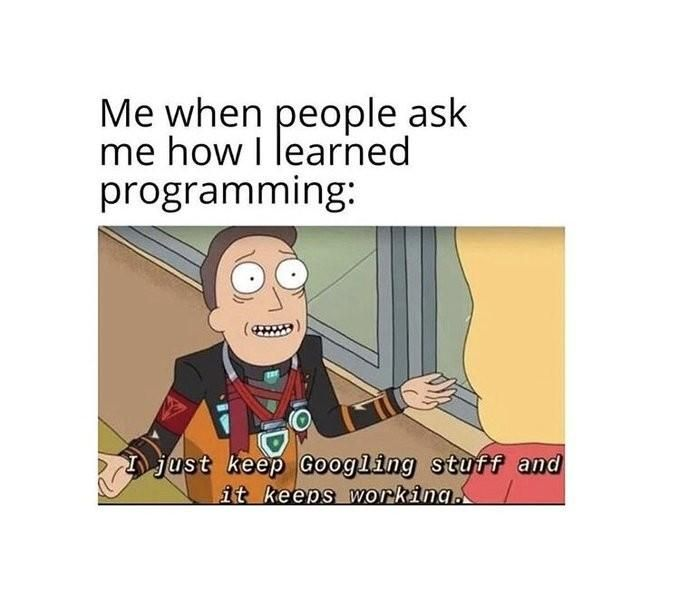 Me when people ask
me how I learned
programming:
I just keep Googling stuff and
it keeps working.